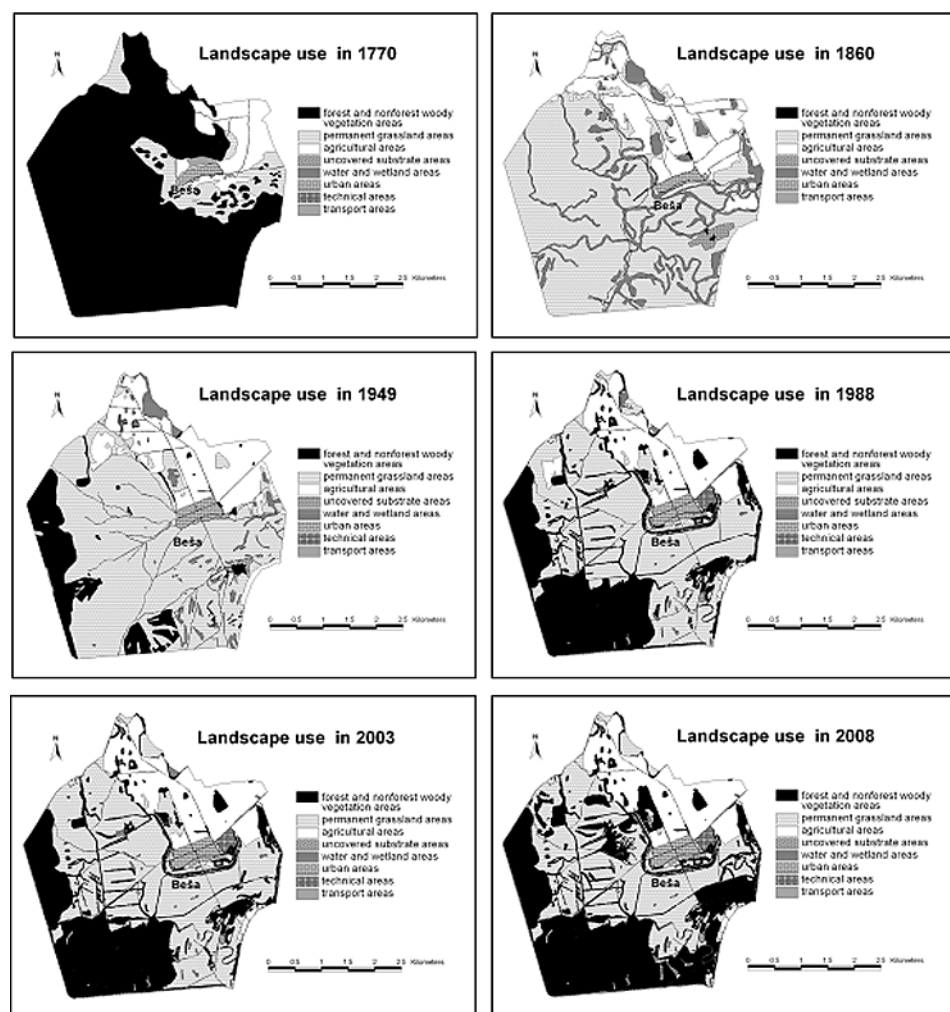 Landscape use in 1770
N
forest and nonforest woody
vegetation areas
permanent grassland areas
agricultural areas
uncovered substrate areas
water and wetland areas
urban areas
technical areas
transport areas
Beša
0 0.5 1 1.5 2 2.5 Kilometers
Landscape use in 1860
N
forest and nonforest woody
vegetation areas
permanent grassland areas
agricultural areas
uncovered substrate areas
water and wetland areas
urban areas
transport areas
Beša
0 0.5 1 1.5 2 2.5 Kilometers
Landscape use in 1949
N
forest and nonforest woody
vegetation areas
permanent grassland areas
agricultural areas
uncovered substrate areas
water and wetland areas
urban areas
technical areas
transport areas
Beša
0 0.5 1 1.5 2 2.5 Kilometers
Landscape use in 1988
N
forest and nonforest woody
vegetation areas
permanent grassland areas
agricultural areas
uncovered substrate areas
water and wetland areas
urban areas
technical areas
transport areas
Beša
0 0.5 1 1.5 2 2.5 Kilometers
Landscape use in 2003
N
forest and nonforest woody
vegetation areas
permanent grassland areas
agricultural areas
uncovered substrate areas
water and wetland areas
urban areas
technical areas
transport areas
Beša
0 0.5 1 1.5 2 2.5 Kilometers
Landscape use in 2008
N
forest and nonforest woody
vegetation areas
permanent grassland areas
agricultural areas
uncovered substrate areas
water and wetland areas
urban areas
technical areas
transport areas
Beša
0 0.5 1 1.5 2 2.5 Kilometers